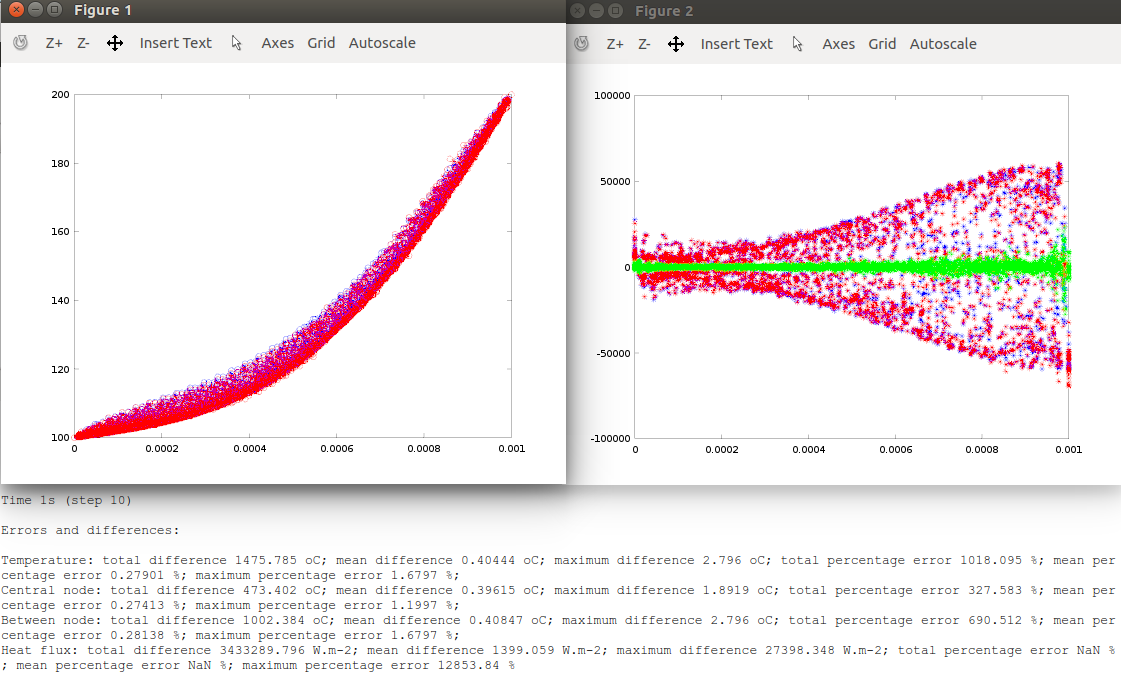 Figure 1
Z+ Z- Insert Text Axes Grid Autoscale
200
180
160
140
120
100
0 0.0002 0.0004 0.0006 0.0008 0.001
Figure 2
Z+ Z- Insert Text Axes Grid Autoscale
100000
50000
0
-50000
-100000
0 0.0002 0.0004 0.0006 0.0008 0.001
Time 1s (step 10)
Errors and differences:
Temperature: total difference 1475.785 oC; mean difference 0.40444 oC; maximum difference 2.796 oC; total percentage error 1018.095 %; mean per
centage error 0.27901 %; maximum percentage error 1.6797 %;
Central node: total difference 473.402 oC; mean difference 0.39615 oC; maximum difference 1.8919 oC; total percentage error 327.583 %; mean per
centage error 0.27413 %; maximum percentage error 1.1997 %;
Between node: total difference 1002.384 oC; mean difference 0.40847 oC; maximum difference 2.796 oC; total percentage error 690.512 %; mean per
centage error 0.28138 %; maximum percentage error 1.6797 %;
Heat flux: total difference 3433289.796 W.m-2; mean difference 1399.059 W.m-2; maximum difference 27398.348 W.m-2; total percentage error NaN %
; mean percentage error NaN %; maximum percentage error 12853.84 %